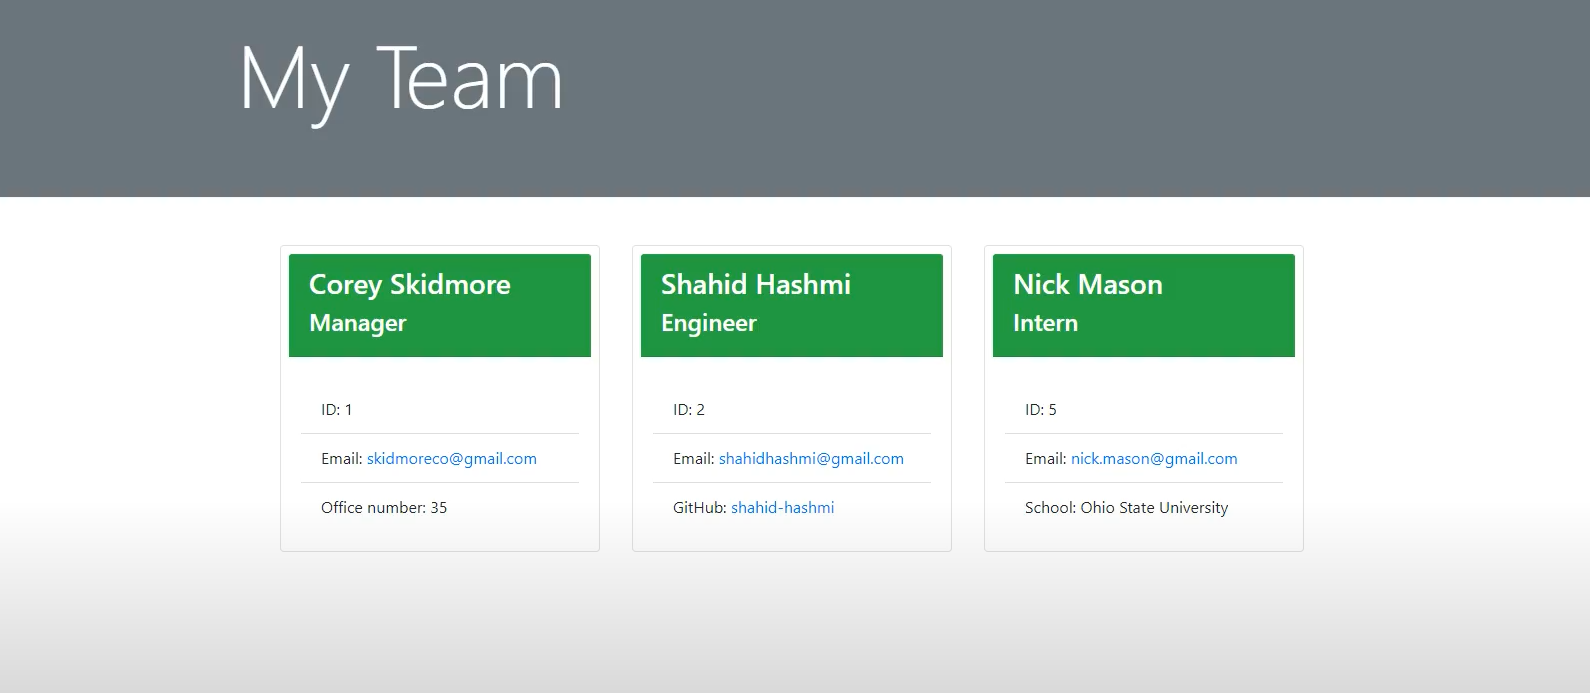 My Team
Corey Skidmore
Manager
ID: 1
Email: skidmoreco@gmail.com
Office number: 35
Shahid Hashmi
Engineer
ID: 2
Email: shahidhashmi@gmail.com
GitHub: shahid-hashmi
Nick Mason
Intern
ID: 5
Email: nick.mason@gmail.com
School: Ohio State University